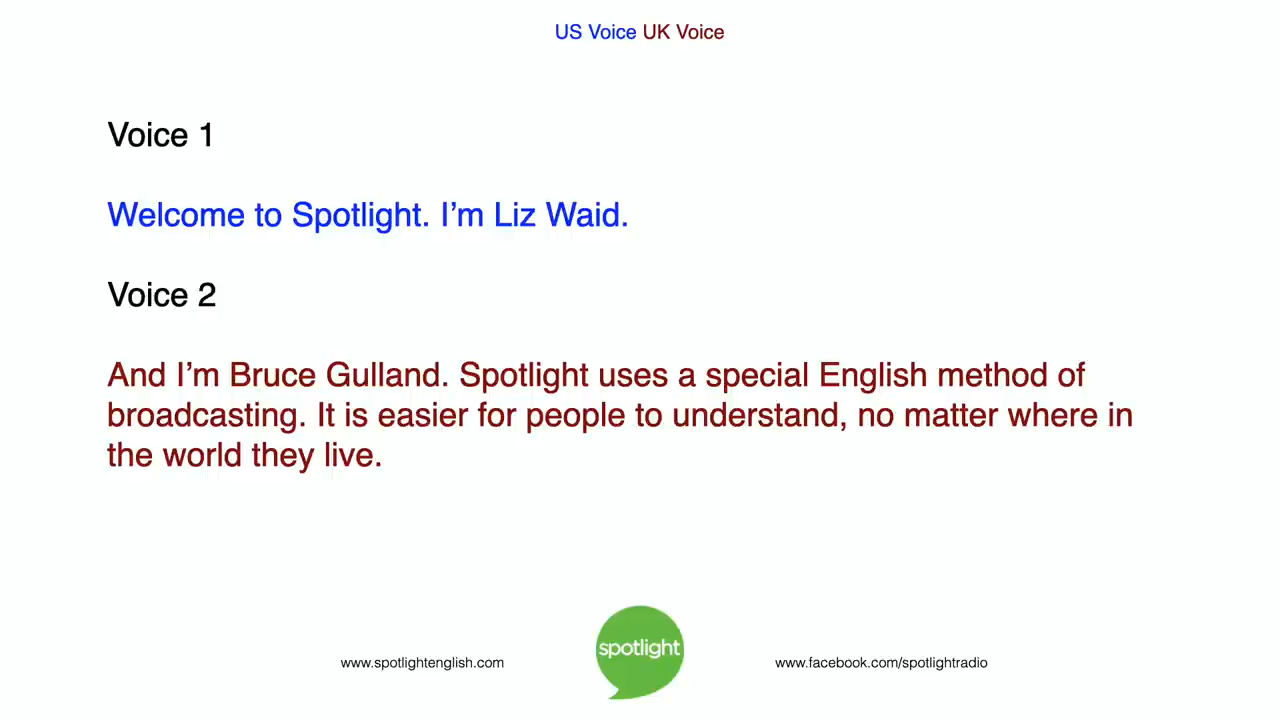 US Voice UK Voice
Voice 1
Welcome to Spotlight. I’m Liz Waid.
Voice 2
And I’m Bruce Gulland. Spotlight uses a special English method of
broadcasting. It is easier for people to understand, no matter where in
the world they live.
www.spotlightenglish.com
spotlight
www.facebook.com/spotlightradio